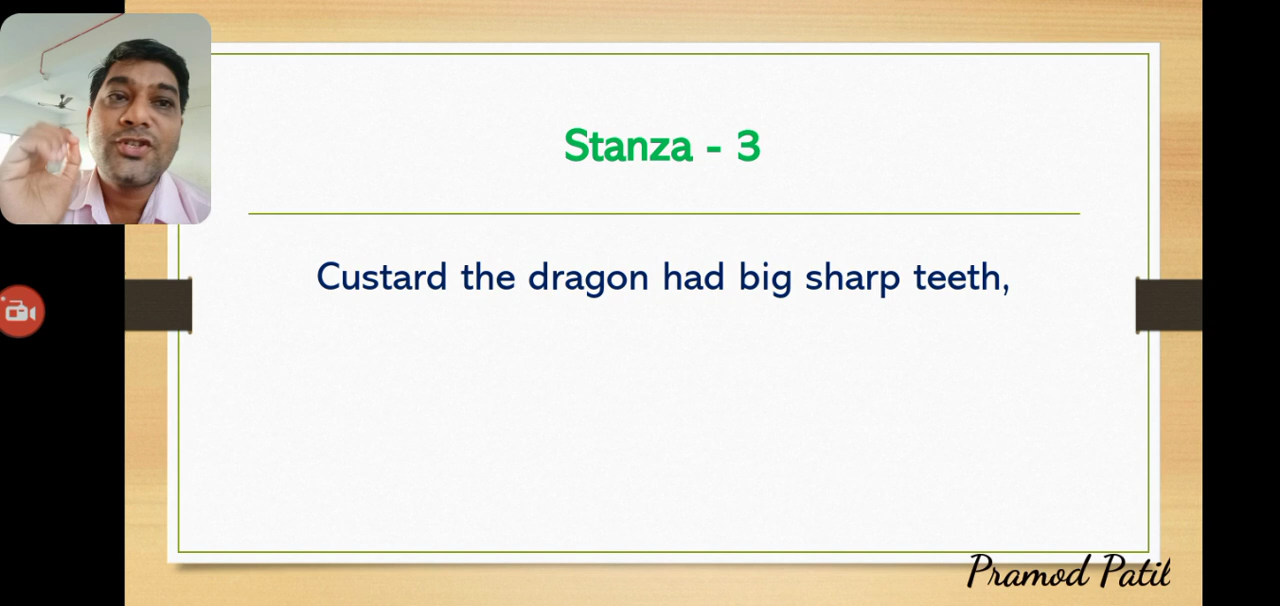 Stanza - 3
Custard the dragon had big sharp teeth,
Pramod Patil